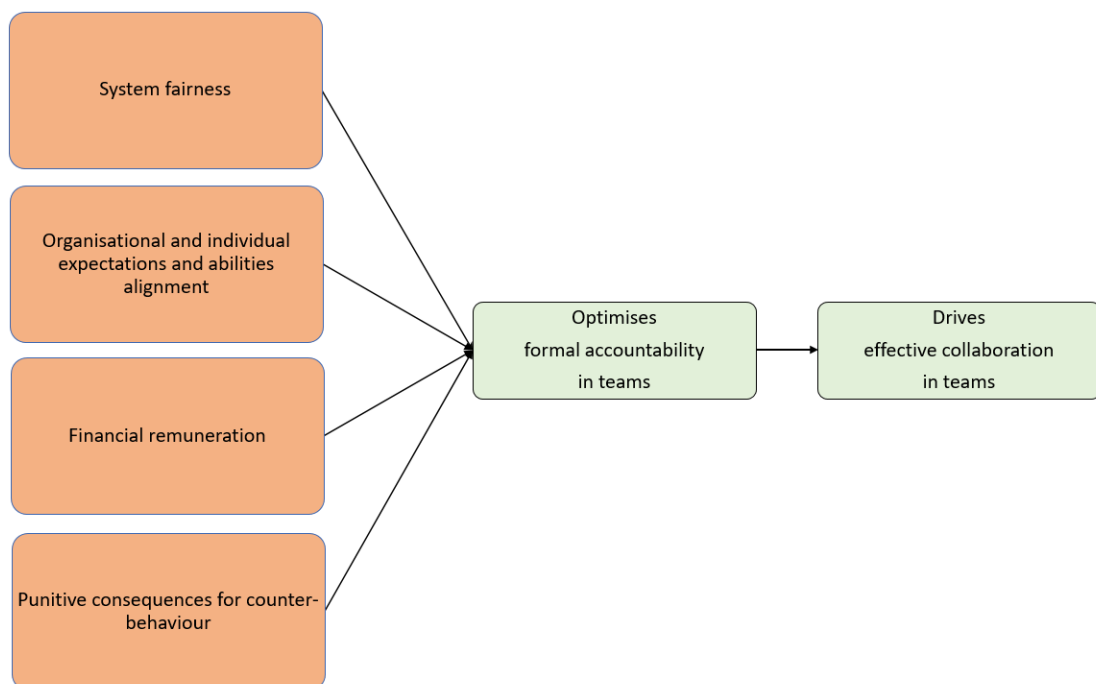 System fairness
Organisational and individual
expectations and abilities
alignment
Financial remuneration
Punitive consequences for counter-
behaviour
Optimises
formal accountability
in teams
Drives
effective collaboration
in teams